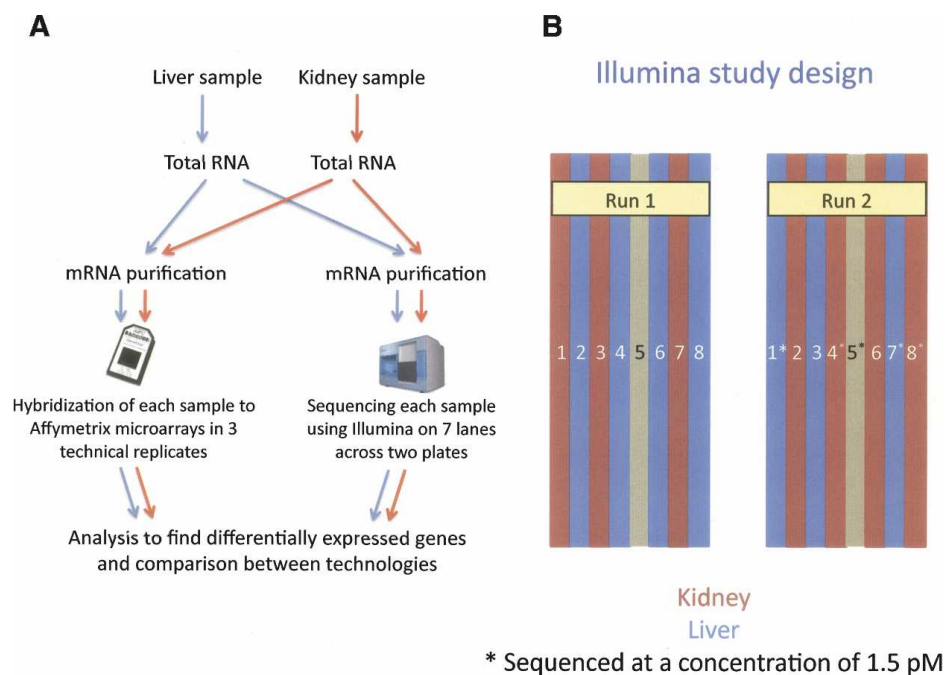 A
Liver sample
Kidney sample
Total RNA
Total RNA
mRNA purification
mRNA purification
Hybridization of each sample to
Affymetrix microarrays in 3
technical replicates
Sequencing each sample
using Illumina on 7 lanes
across two plates
Analysis to find differentially expressed genes
and comparison between technologies
B
Illumina study design
Run 1
1 2 3 4 5 6 7 8
Run 2
1* 2 3 4* 5* 6 7* 8*
Kidney
Liver
* Sequenced at a concentration of 1.5 pM